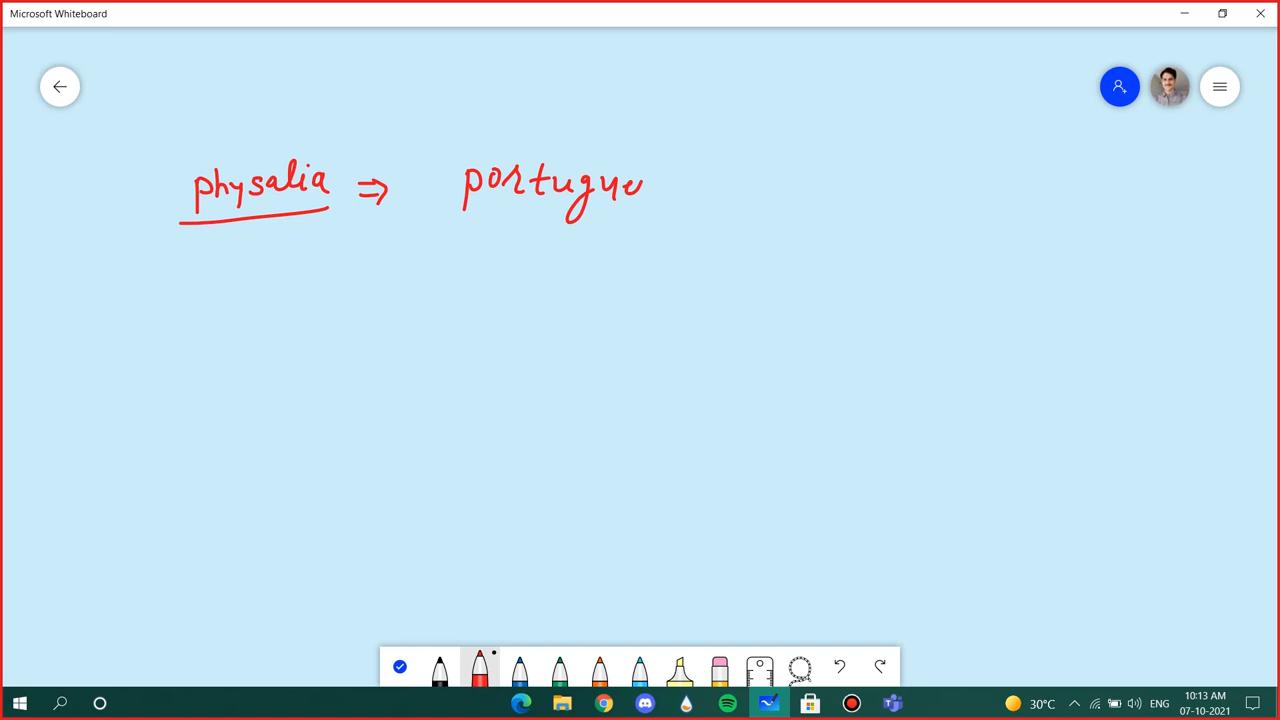 Microsoft Whiteboard
physalia ⇒ portugue
30°C ENG 10:13 AM
07-10-2021